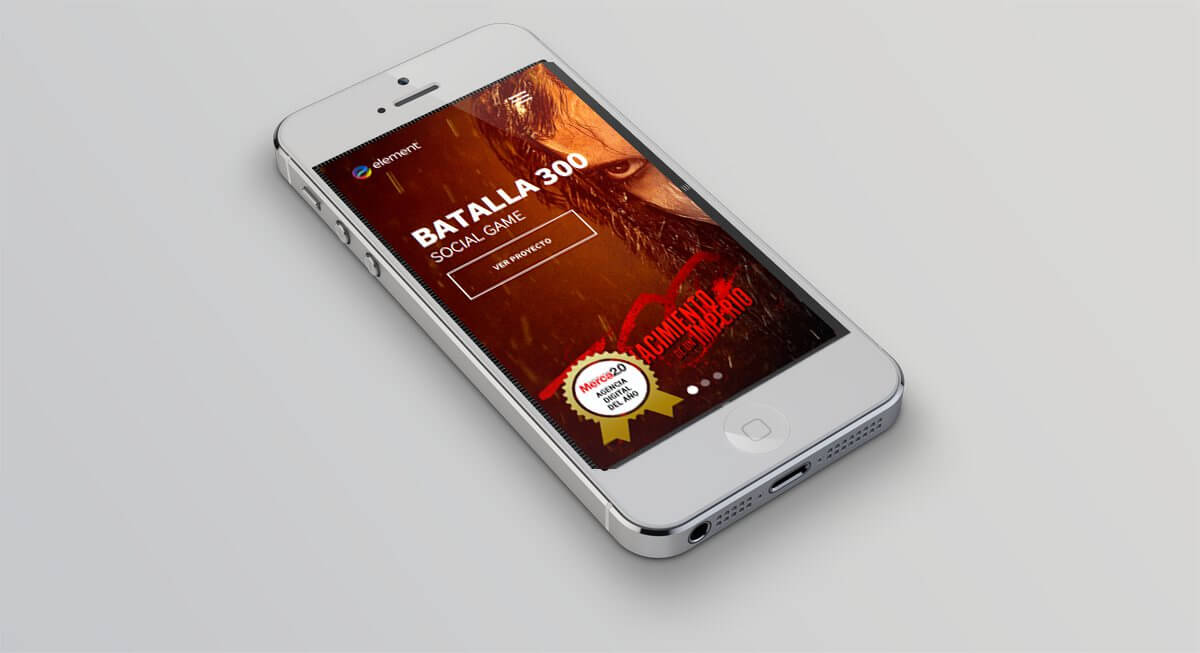 element
BATALLA 300
SOCIAL GAME
VER PROYECTO
NACIMIENTO
DE UN IMPERIO
Merca2.0
AGENCIA
DIGITAL
DEL AÑO